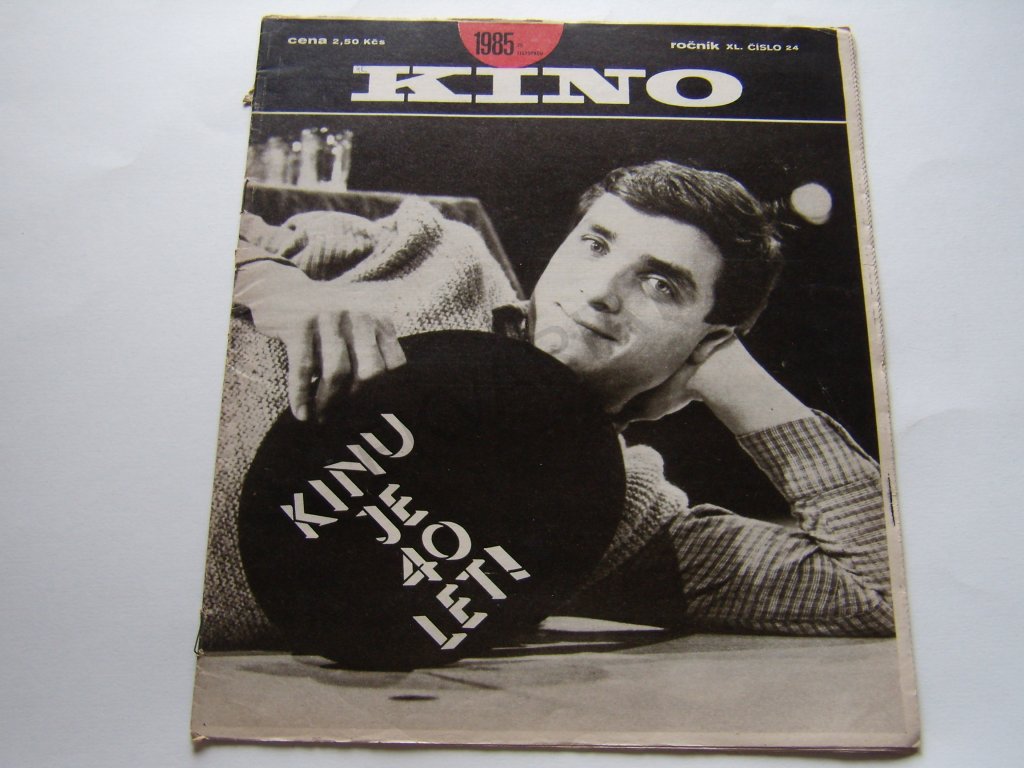 cena 2,50 Kčs
1985
ročník XL. ČÍSLO 24
KINO
KINU
JE
40
LET!